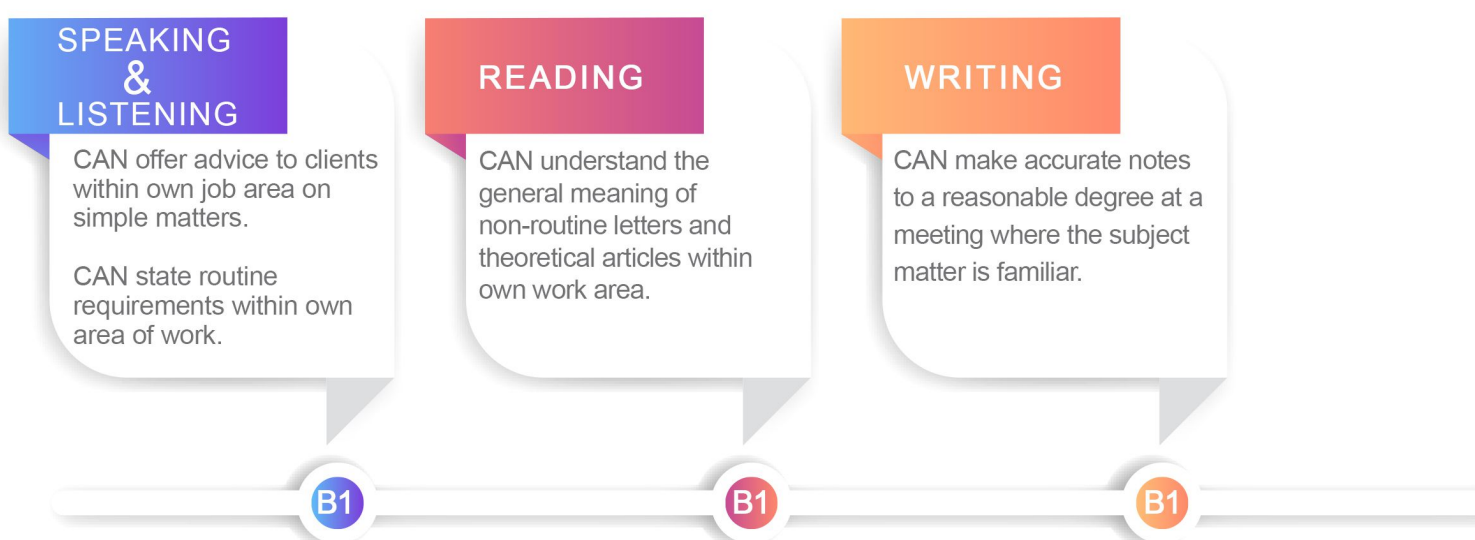 SPEAKING
&
LISTENING
CAN offer advice to clients
within own job area on
simple matters.
CAN state routine
requirements within own
area of work.
B1
READING
CAN understand the
general meaning of
non-routine letters and
theoretical articles within
own work area.
B1
WRITING
CAN make accurate notes
to a reasonable degree at a
meeting where the subject
matter is familiar.
B1